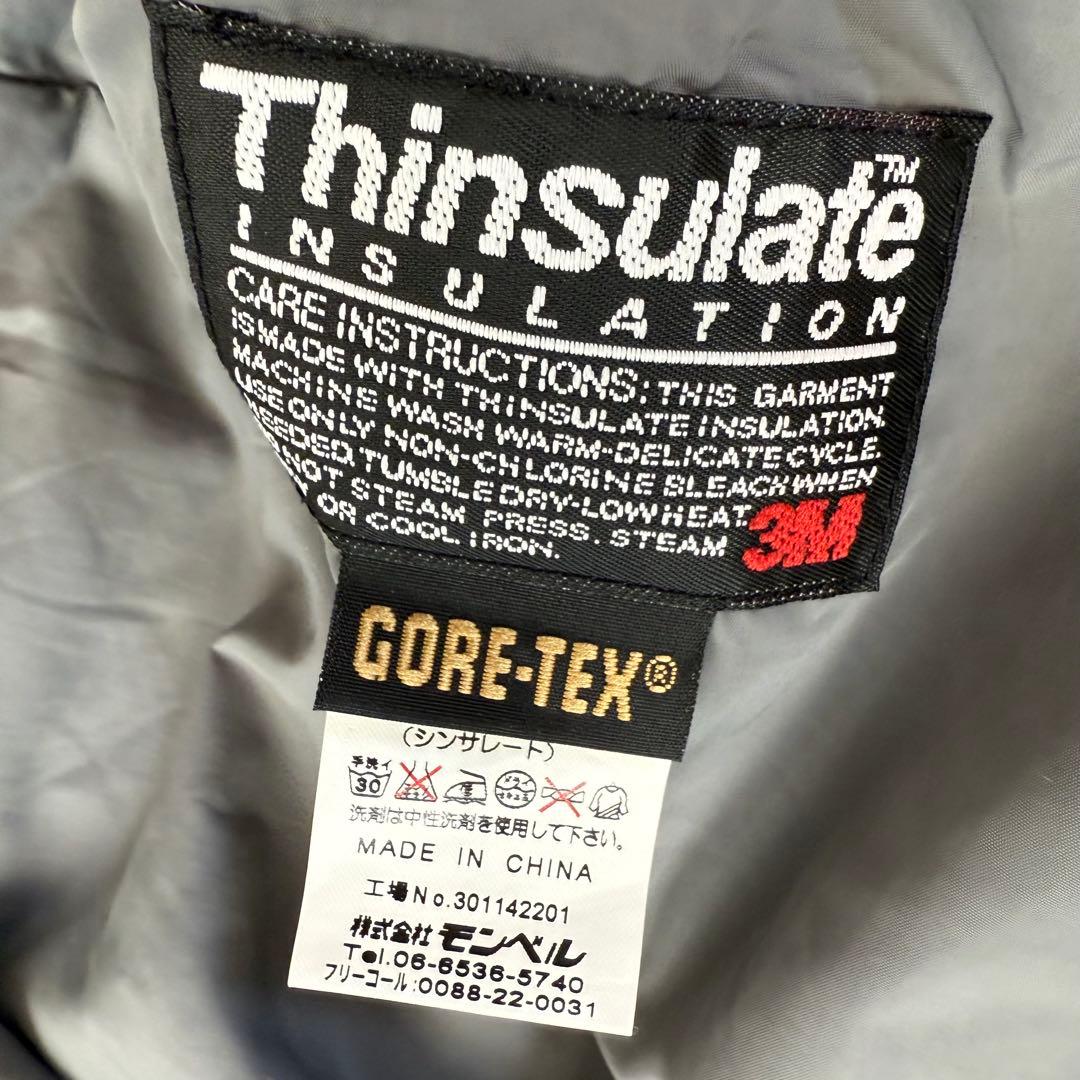 Thinsulate™
INSULATION
CARE INSTRUCTIONS: THIS GARMENT
IS MADE WITH THINSULATE INSULATION.
MACHINE WASH WARM-DELICATE CYCLE.
USE ONLY NON-CHLORINE BLEACH WHEN
NEEDED. TUMBLE DRY-LOW HEAT.
NOT STEAM PRESS. STEAM
OR COOL IRON.
3M
GORE-TEX®
(シンサレート)
手洗イ
30
ドライ
洗剤は中性洗剤を使用して下さい。
MADE IN CHINA
工場No.301142201
株式会社 モンベル
Tel.06-6536-5740
フリーコール:0088-22-0031